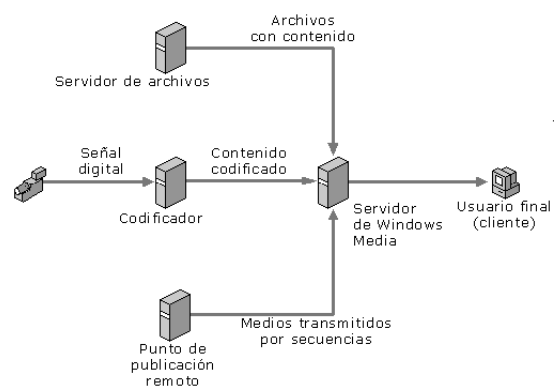 Archivos
con contenido
Servidor de archivos
Señal
digital
Contenido
codificado
Codificador
Servidor
de Windows
Media
Usuario final
(cliente)
Medios transmitidos
por secuencias
Punto de
publicación
remoto